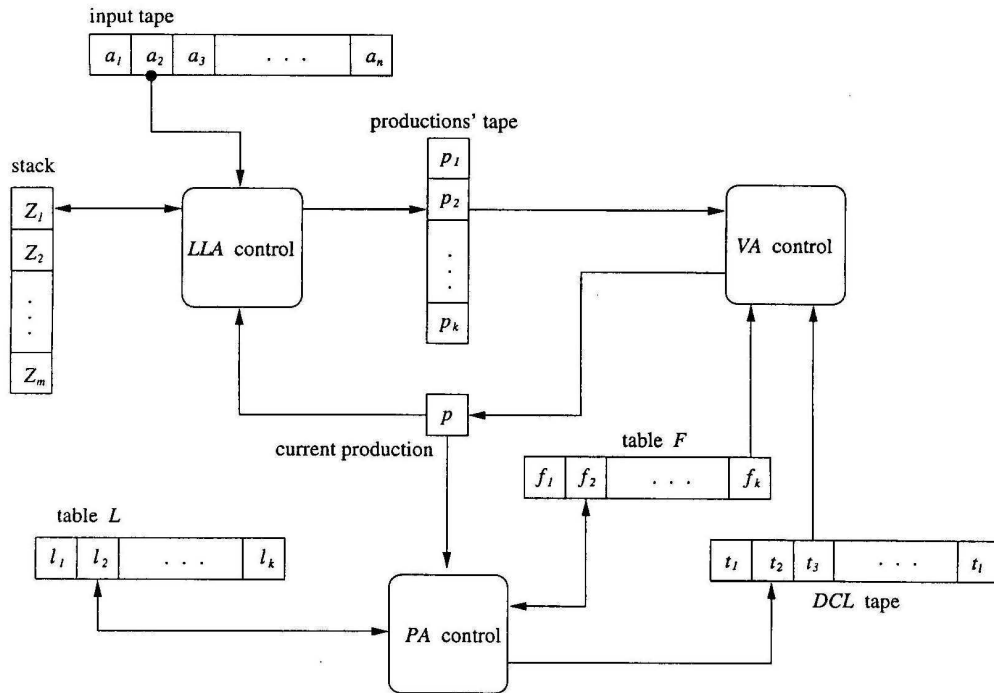 input tape
a₁ a₂ a₃ . . . aₙ
productions' tape
p₁
p₂
.
.
.
pₖ
stack
Z₁
Z₂
.
.
.
Zₘ
LLA control
VA control
p
current production
table F
f₁ f₂ . . . fₖ
table L
l₁ l₂ . . . lₖ
t₁ t₂ t₃ . . . tₗ
DCL tape
PA control